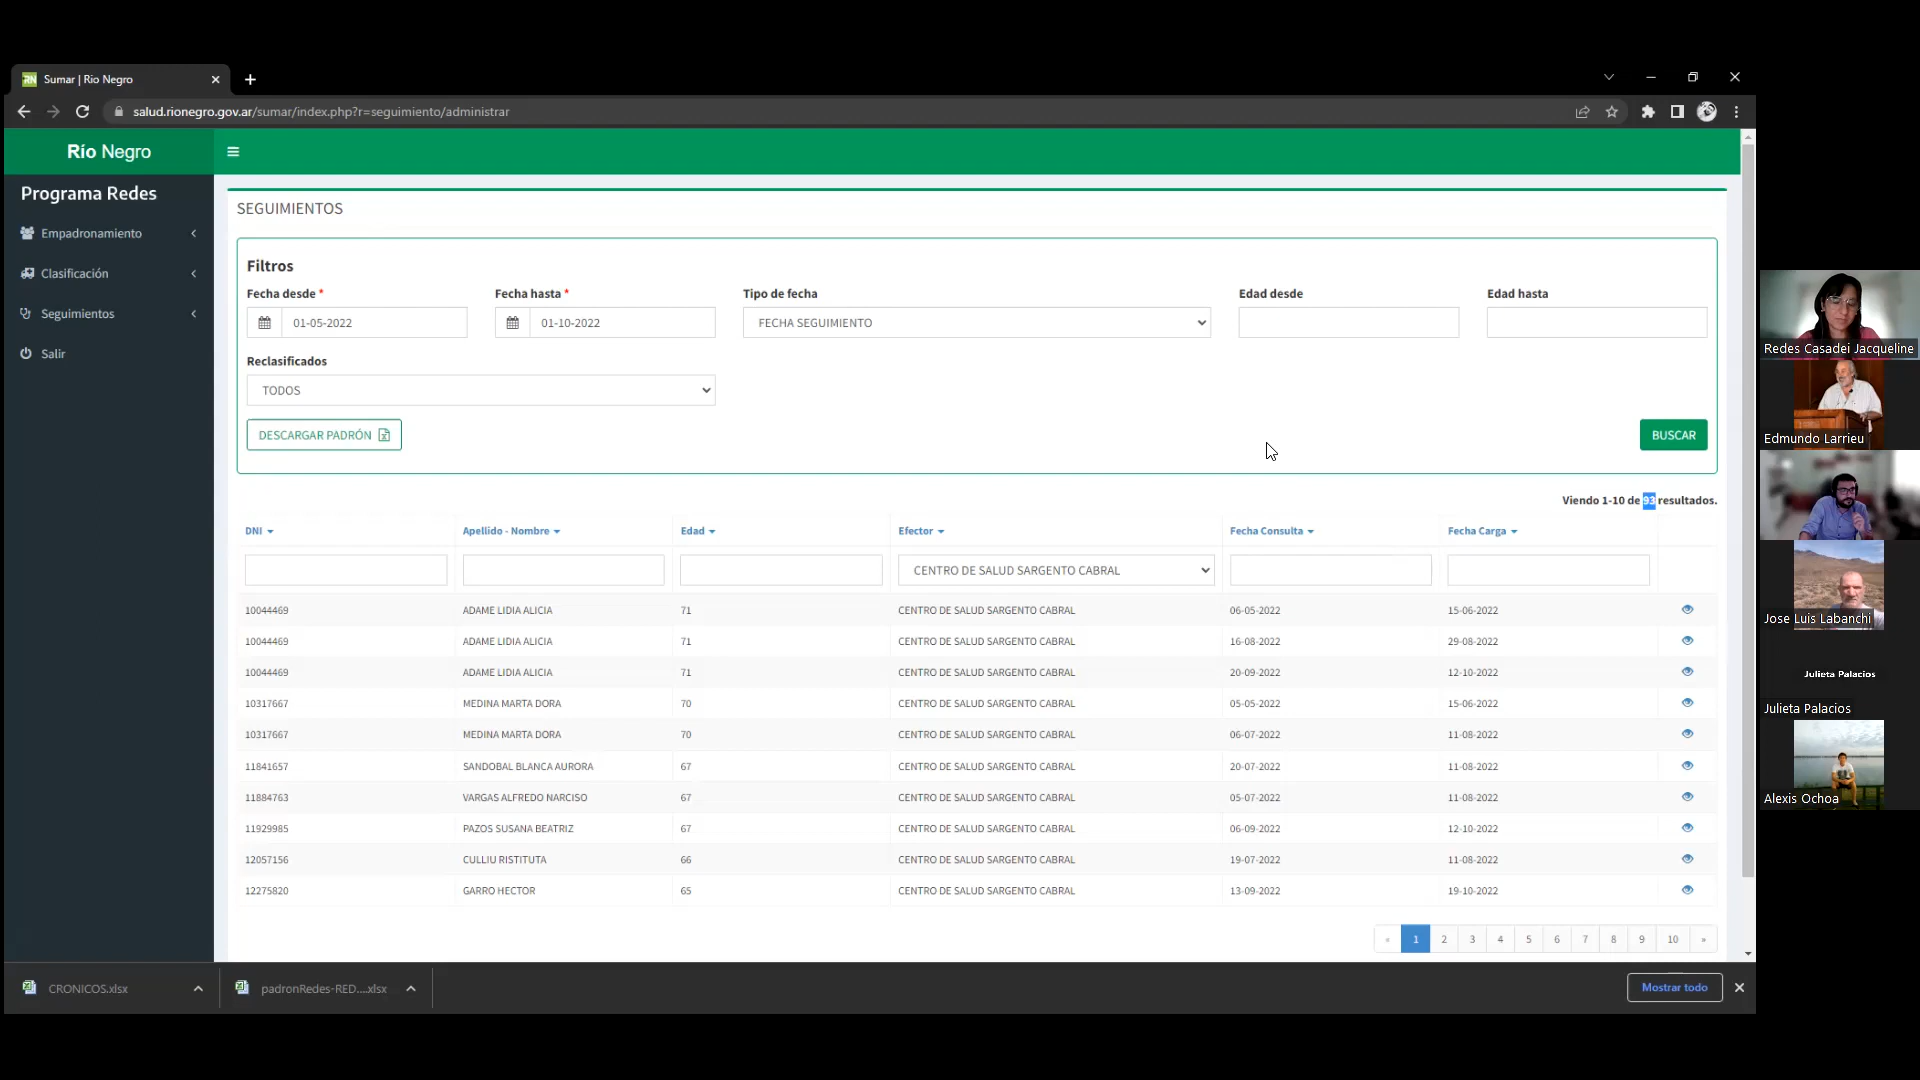 Sumar | Rio Negro
salud.rionegro.gov.ar/sumar/index.php?r=seguimiento/administrar
Río Negro
Programa Redes
Empadronamiento
Clasificación
Seguimientos
Salir
SEGUIMIENTOS
Filtros
Fecha desde * Fecha hasta * Tipo de fecha Edad desde Edad hasta
01-05-2022 01-10-2022 FECHA SEGUIMIENTO
Reclasificados
TODOS
DESCARGAR PADRÓN BUSCAR
Viendo 1-10 de 93 resultados.
DNI Apellido - Nombre Edad Efector Fecha Consulta Fecha Carga
CENTRO DE SALUD SARGENTO CABRAL
10044469 ADAME LIDIA ALICIA 71 CENTRO DE SALUD SARGENTO CABRAL 06-05-2022 15-06-2022
10044469 ADAME LIDIA ALICIA 71 CENTRO DE SALUD SARGENTO CABRAL 16-08-2022 29-08-2022
10044469 ADAME LIDIA ALICIA 71 CENTRO DE SALUD SARGENTO CABRAL 20-09-2022 12-10-2022
10317667 MEDINA MARTA DORA 70 CENTRO DE SALUD SARGENTO CABRAL 05-05-2022 15-06-2022
10317667 MEDINA MARTA DORA 70 CENTRO DE SALUD SARGENTO CABRAL 06-07-2022 11-08-2022
11841657 SANDOBAL BLANCA AURORA 67 CENTRO DE SALUD SARGENTO CABRAL 20-07-2022 11-08-2022
11884763 VARGAS ALFREDO NARCISO 67 CENTRO DE SALUD SARGENTO CABRAL 05-07-2022 11-08-2022
11929985 PAZOS SUSANA BEATRIZ 67 CENTRO DE SALUD SARGENTO CABRAL 06-09-2022 12-10-2022
12057156 CULLIU RISTITUTA 66 CENTRO DE SALUD SARGENTO CABRAL 19-07-2022 11-08-2022
12275820 GARRO HECTOR 65 CENTRO DE SALUD SARGENTO CABRAL 13-09-2022 19-10-2022
« 1 2 3 4 5 6 7 8 9 10 »
CRONICOS.xlsx padronRedes-RED....xlsx Mostrar todo
Redes Casadei Jacqueline
Edmundo Larrieu
Jose Luis Labanchi
Julieta Palacios
Julieta Palacios
Alexis Ochoa